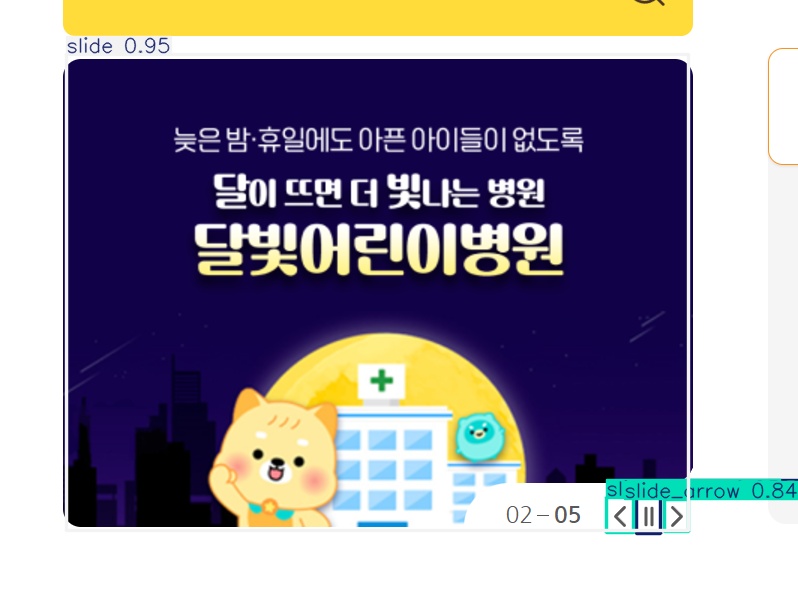 slide 0.95
늦은 밤·휴일에도 아픈 아이들이 없도록
달이 뜨면 더 빛나는 병원
달빛어린이병원
slide_arrow 0.84
02 – 05